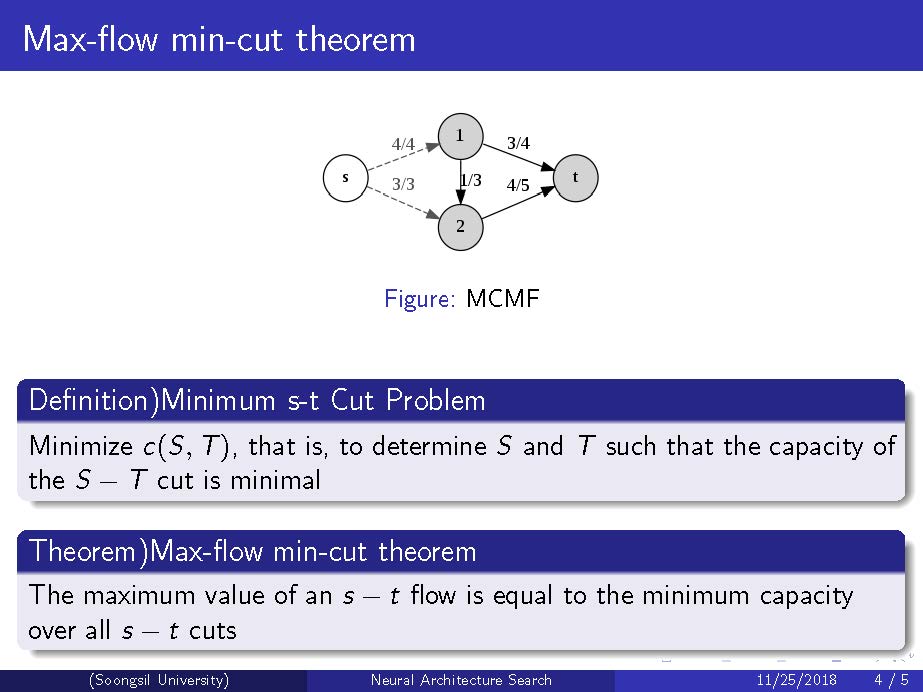 Max-flow min-cut theorem
1
4/4
3/4
s
t
3/3
1/3
4/5
2
Figure: MCMF
Definition)Minimum s-t Cut Problem
Minimize c(S, T), that is, to determine S and T such that the capacity of
the S − T cut is minimal
Theorem)Max-flow min-cut theorem
The maximum value of an s − t flow is equal to the minimum capacity
over all s − t cuts
(Soongsil University) Neural Architecture Search 11/25/2018 4 / 5